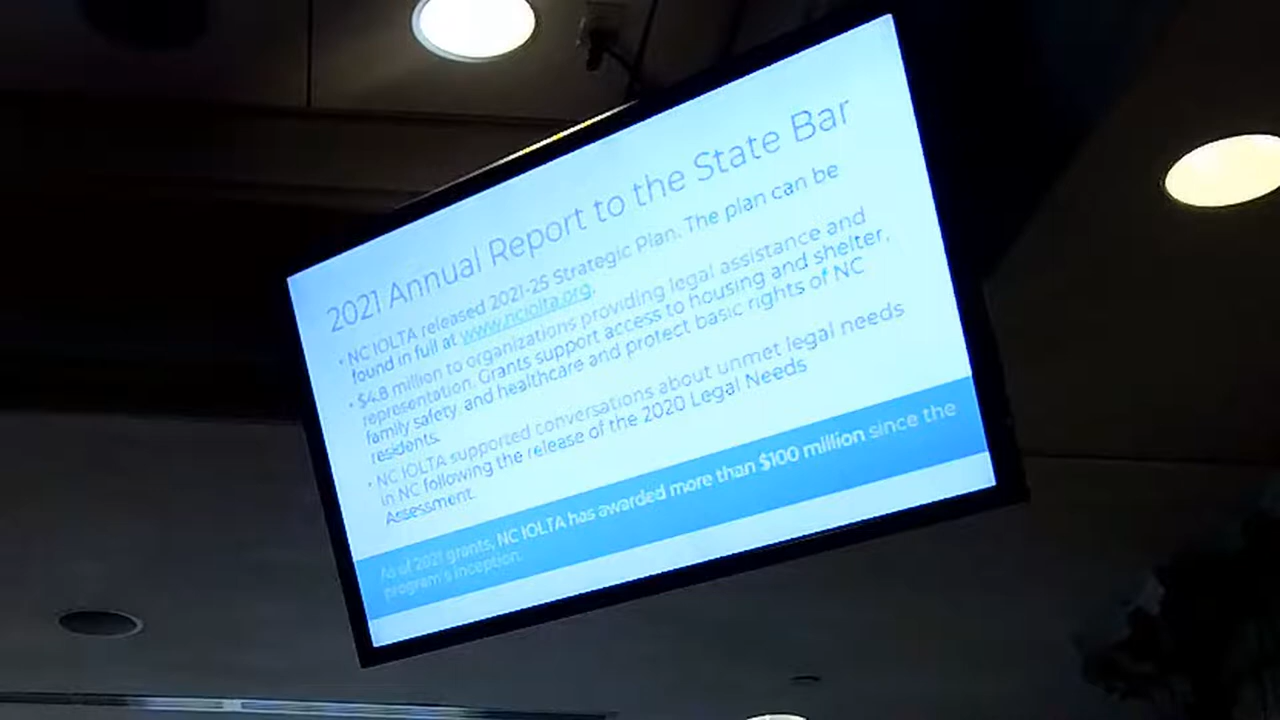 2021 Annual Report to the State Bar
• NC IOLTA released 2021-25 Strategic Plan. The plan can be
found in full at www.nciolta.org.
• $4.8 million to organizations providing legal assistance and
representation. Grants support access to housing and shelter,
family safety, and healthcare and protect basic rights of NC
residents.
• NC IOLTA supported conversations about unmet legal needs
in NC following the release of the 2020 Legal Needs
Assessment.
As of 2021 grants, NC IOLTA has awarded more than $100 million since the
program's inception.